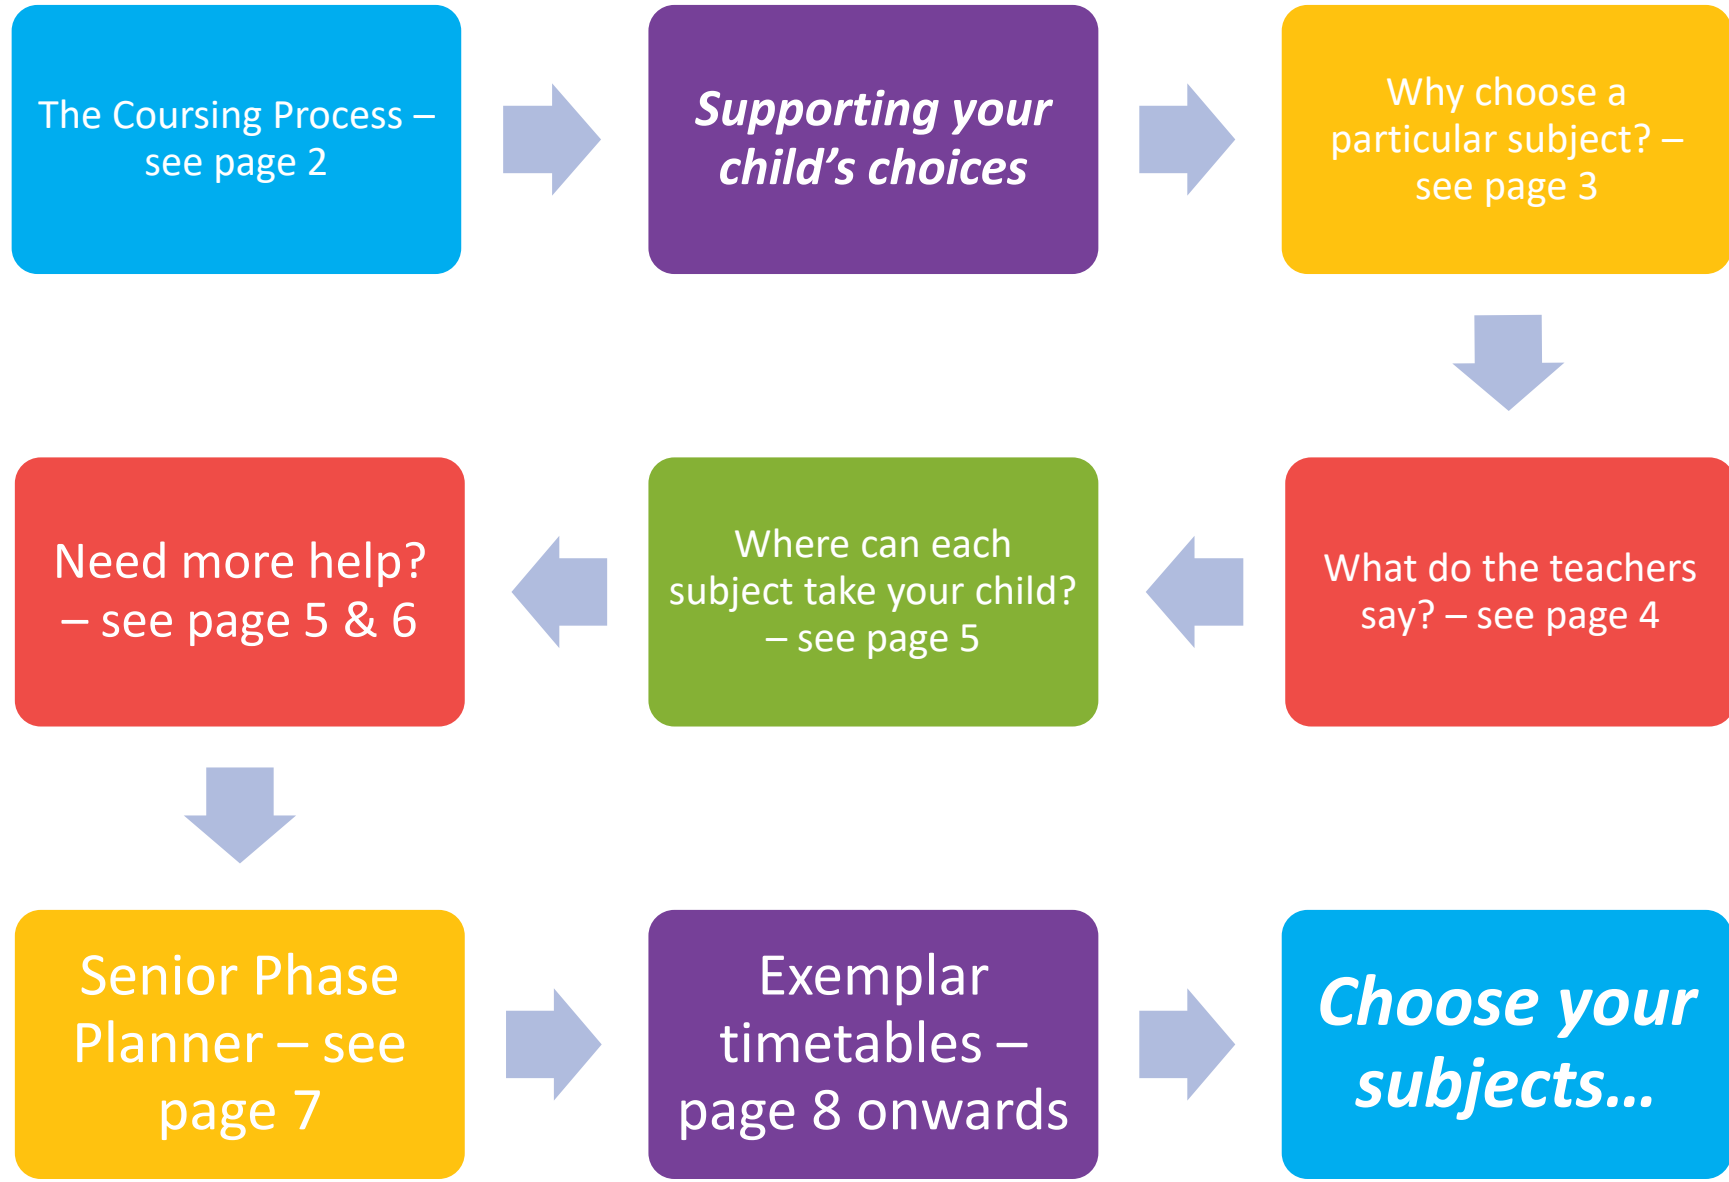 The Coursing Process –
see page 2
Supporting your
child’s choices
Why choose a
particular subject? –
see page 3
What do the teachers
say? – see page 4
Where can each
subject take your child?
– see page 5
Need more help?
– see page 5 & 6
Senior Phase
Planner – see
page 7
Exemplar
timetables –
page 8 onwards
Choose your
subjects…